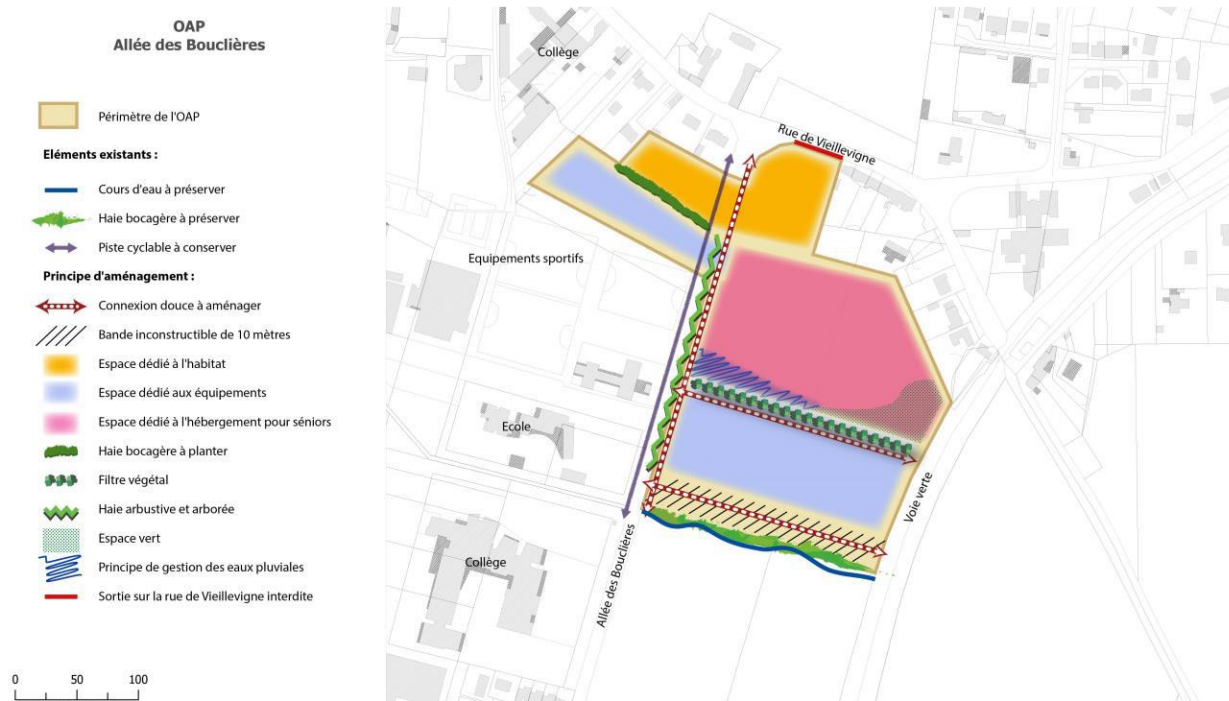 OAP
Allée des Bouclières
Périmètre de l'OAP
Eléments existants :
Cours d'eau à préserver
Haie bocagère à préserver
Piste cyclable à conserver
Principe d'aménagement :
Connexion douce à aménager
Bande inconstructible de 10 mètres
Espace dédié à l'habitat
Espace dédié aux équipements
Espace dédié à l'hébergement pour séniors
Haie bocagère à planter
Filtre végétal
Haie arbustive et arborée
Espace vert
Principe de gestion des eaux pluviales
Sortie sur la rue de Vieillevigne interdite
0 50 100
Collège
Rue de Vieillevigne
Equipements sportifs
Ecole
Voie verte
Collège
Allée des Bouclières